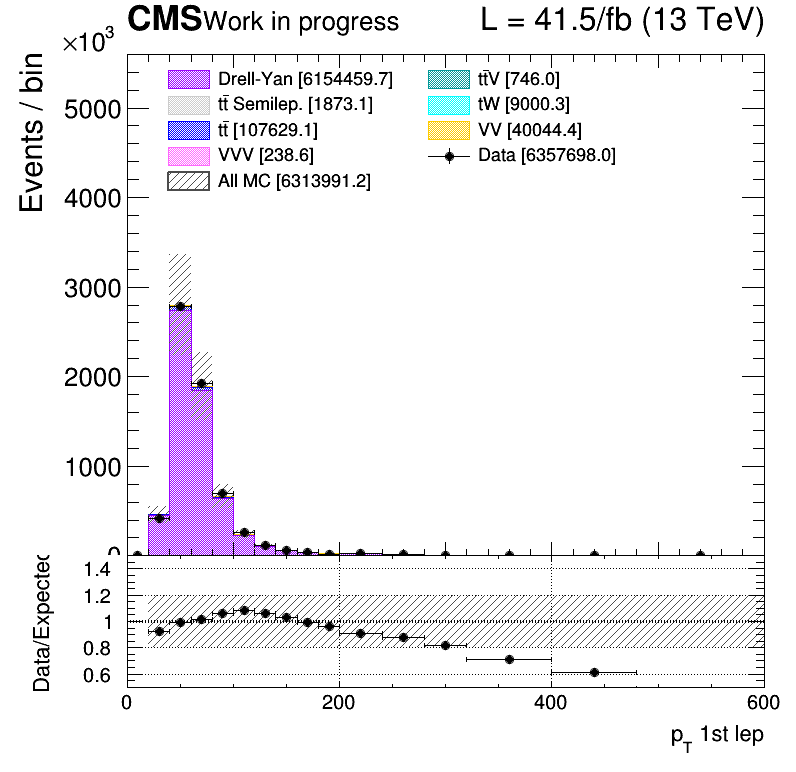 CMS Work in progress L = 41.5/fb (13 TeV)
×10³
Events / bin
Drell-Yan [6154459.7]
tt̄ Semilep. [1873.1]
tt̄ [107629.1]
VVV [238.6]
All MC [6313991.2]
tt̄V [746.0]
tW [9000.3]
VV [40044.4]
Data [6357698.0]
5000
4000
3000
2000
1000
0
Data/Expected
1.4
1.2
1
0.8
0.6
0 200 400 600
p_T 1st lep